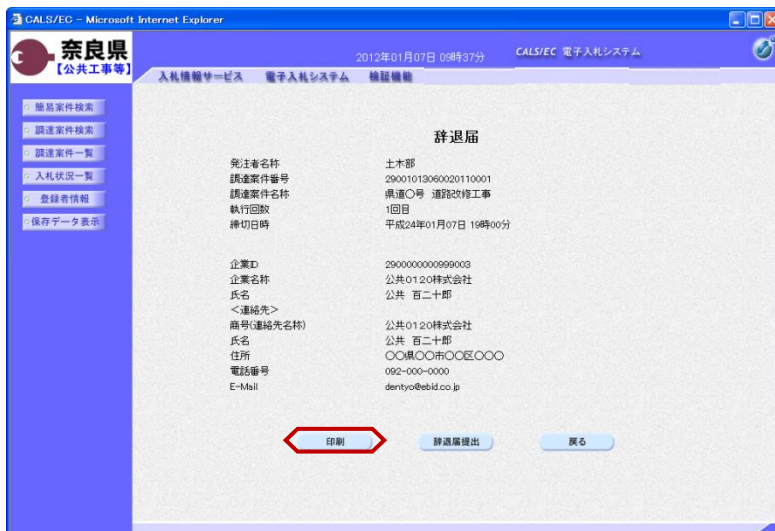 CALS/EC - Microsoft Internet Explorer
奈良県
【公共工事等】
2012年01月07日 09時37分
CALS/EC 電子入札システム
入札情報サービス 電子入札システム 検証機能
簡易案件検索
調達案件検索
調達案件一覧
入札状況一覧
登録者情報
保存データ表示
辞退届
発注者名称 土木部
調達案件番号 29001013060020110001
調達案件名称 県道〇号 道路改修工事
執行回数 1回目
締切日時 平成24年01月07日 19時00分
企業ID 2900000000999003
企業名称 公共0120株式会社
氏名 公共 百二十郎
<連絡先>
商号(連絡先名称) 公共0120株式会社
氏名 公共 百二十郎
住所 〇〇県〇〇市〇〇区〇〇〇
電話番号 092-000-0000
E-Mail dentyo@ebid.co.jp
印刷 辞退届提出 戻る